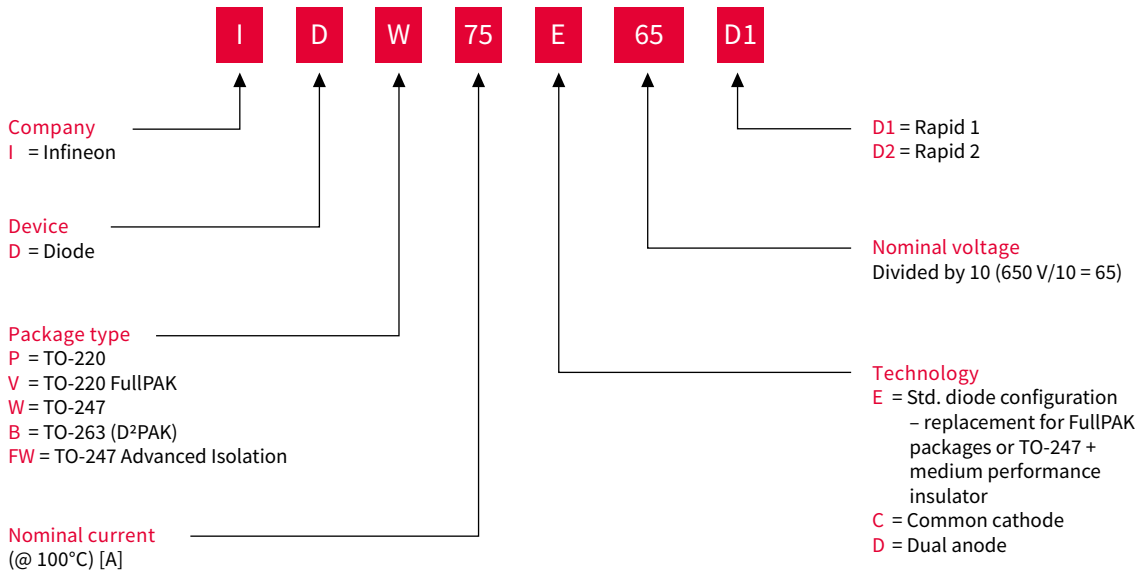 I D W 75 E 65 D1
Company
I = Infineon
Device
D = Diode
Package type
P = TO-220
V = TO-220 FullPAK
W = TO-247
B = TO-263 (D²PAK)
FW = TO-247 Advanced Isolation
Nominal current
(@ 100°C) [A]
D1 = Rapid 1
D2 = Rapid 2
Nominal voltage
Divided by 10 (650 V/10 = 65)
Technology
E = Std. diode configuration
– replacement for FullPAK
packages or TO-247 +
medium performance
insulator
C = Common cathode
D = Dual anode